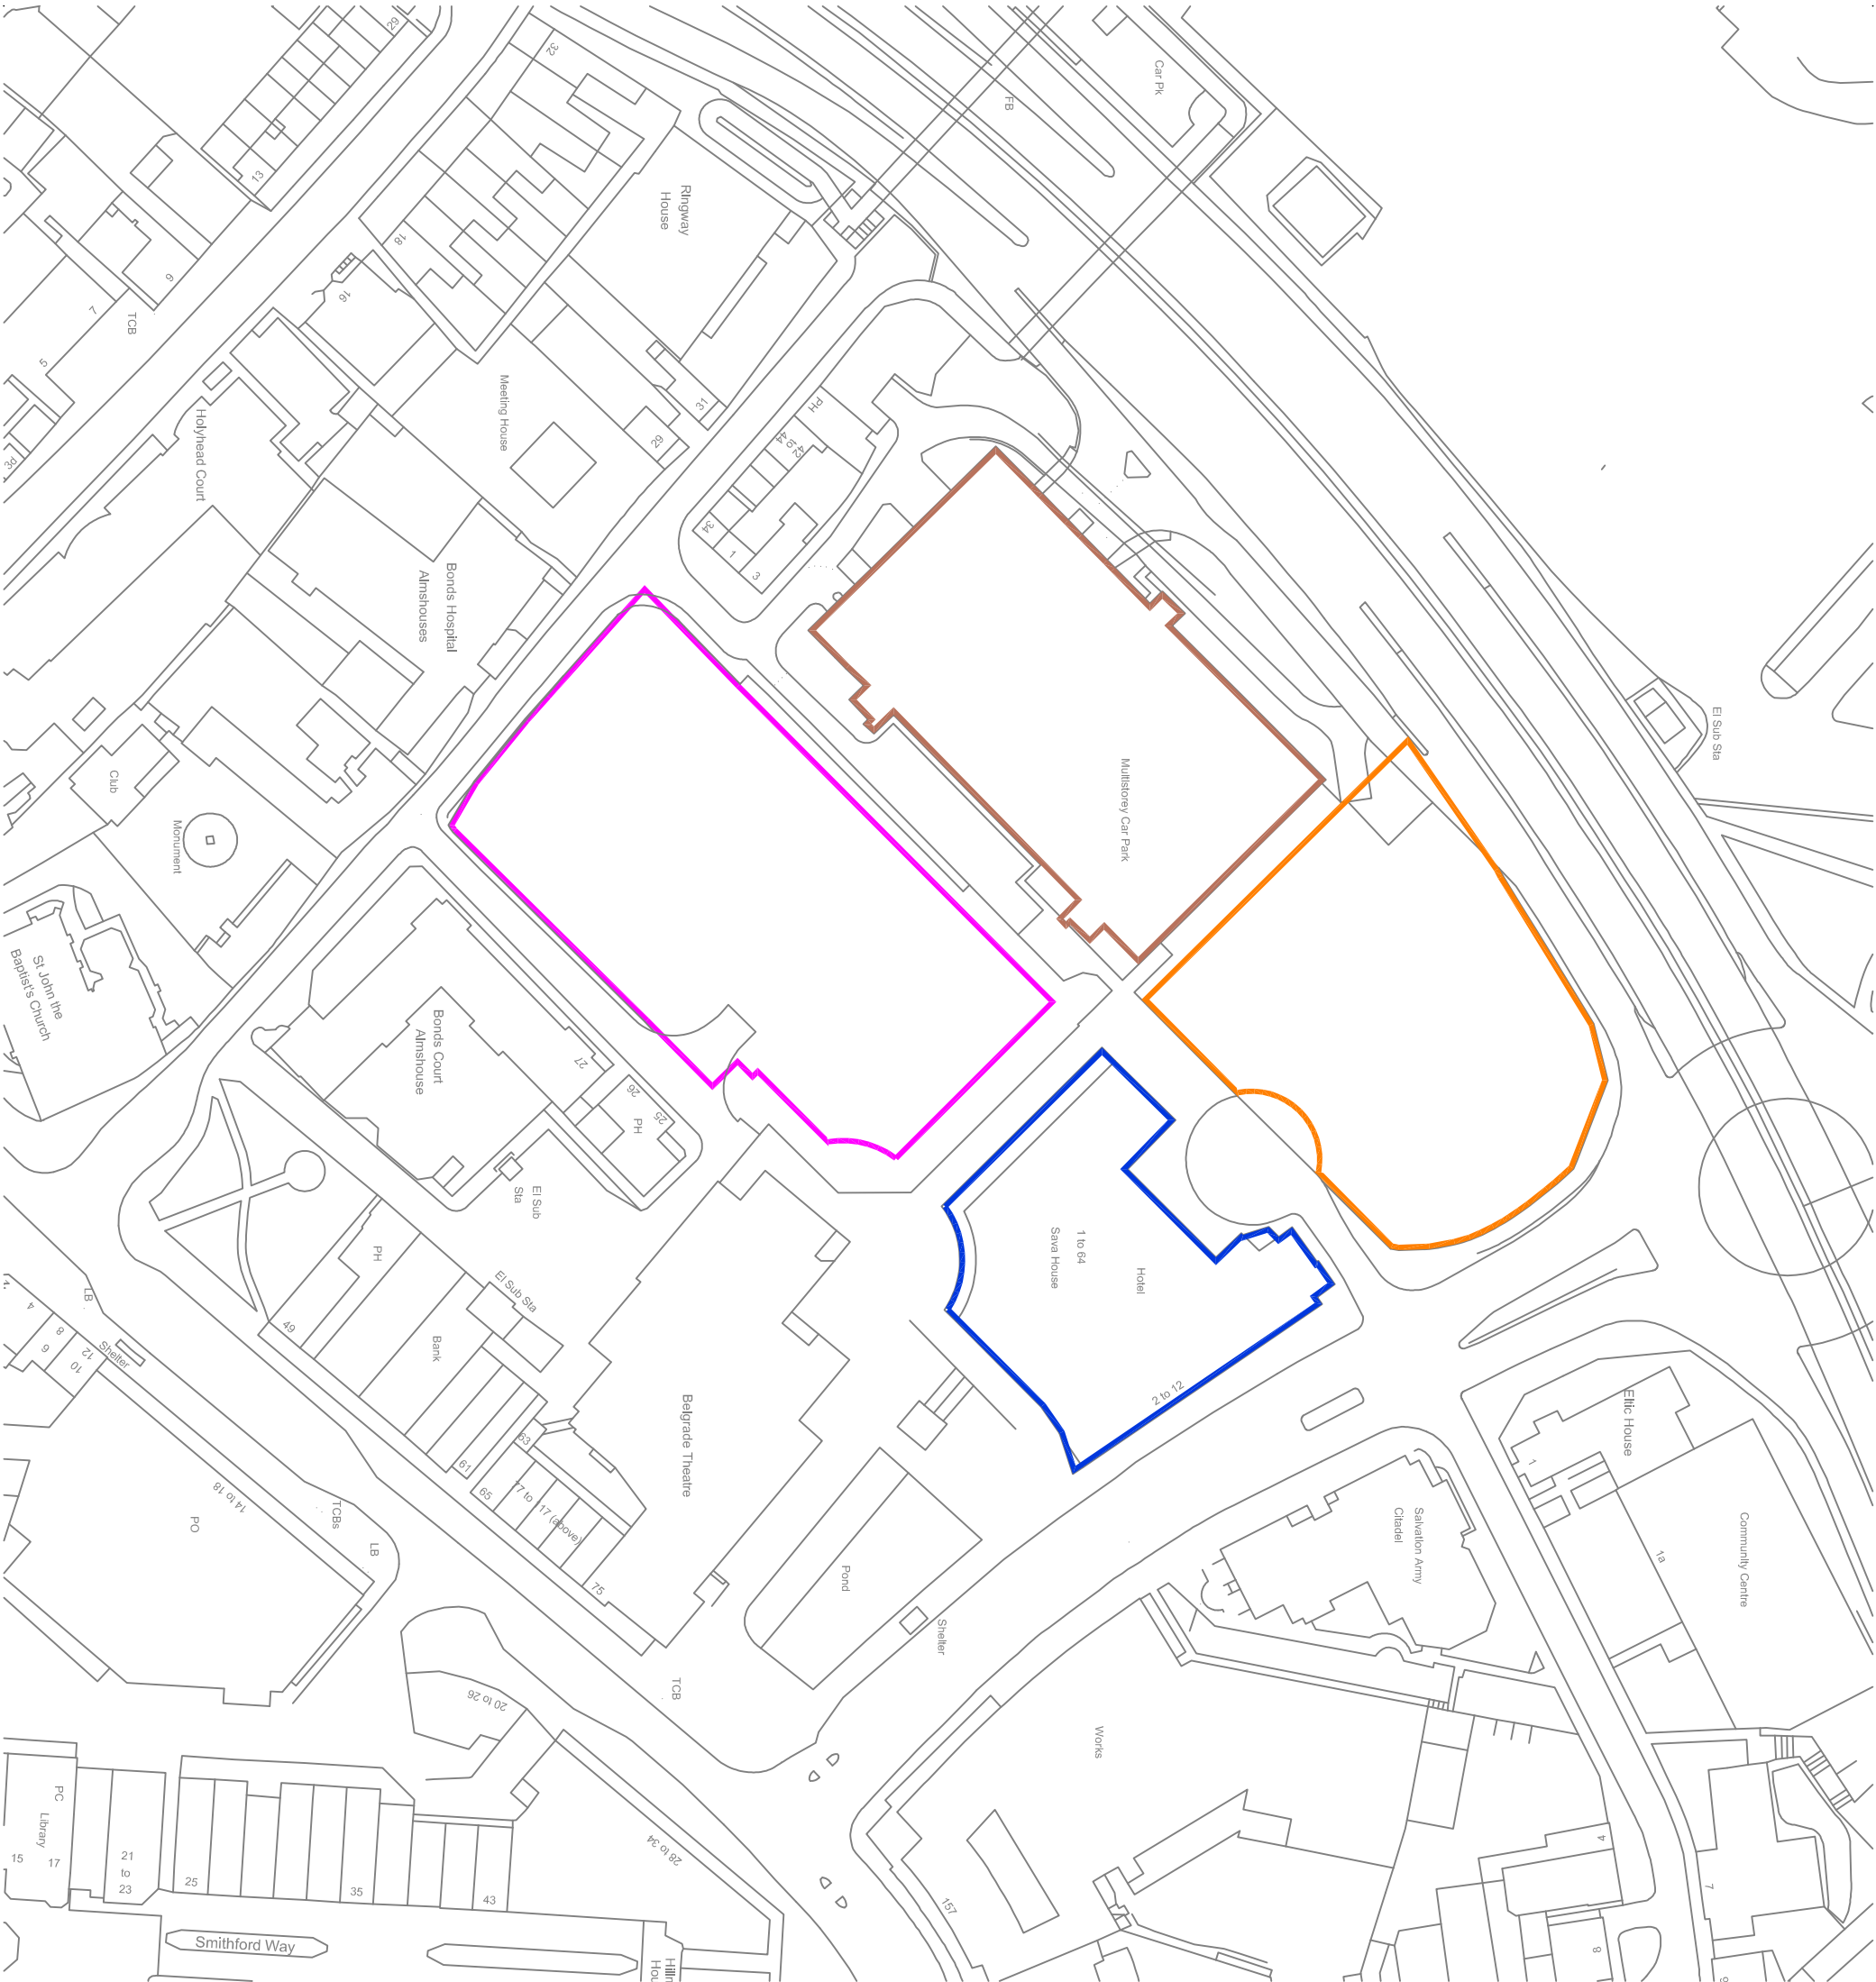 29
32
Car Pk
FB
13
Ringway
House
18
9
16
7
TCB
5
3d
Holyhead Court
Meeting House
31
29
PH
42 to 44
34
1
3
Bonds Hospital
Almshouses
El Sub Sta
Club
Monument
Multistorey Car Park
St John the
Baptist's Church
Bonds Court
Almshouse
27
26
25
PH
El Sub
Sta
PH
El Sub Sta
49
Bank
1 to 64
Sava House
Hotel
2 to 12
LB
4
8
6
12
10
Shelter
Belgrade Theatre
63
61
65
77 to 117 (above)
75
Eltic House
1
14 to 18
PO
TCBs
LB
Pond
Shelter
Salvation Army
Citadel
Community Centre
1a
TCB
20 to 26
Works
PC
Library
15
17
21
to
23
25
35
43
28 to 34
157
4
7
8
Smithford Way